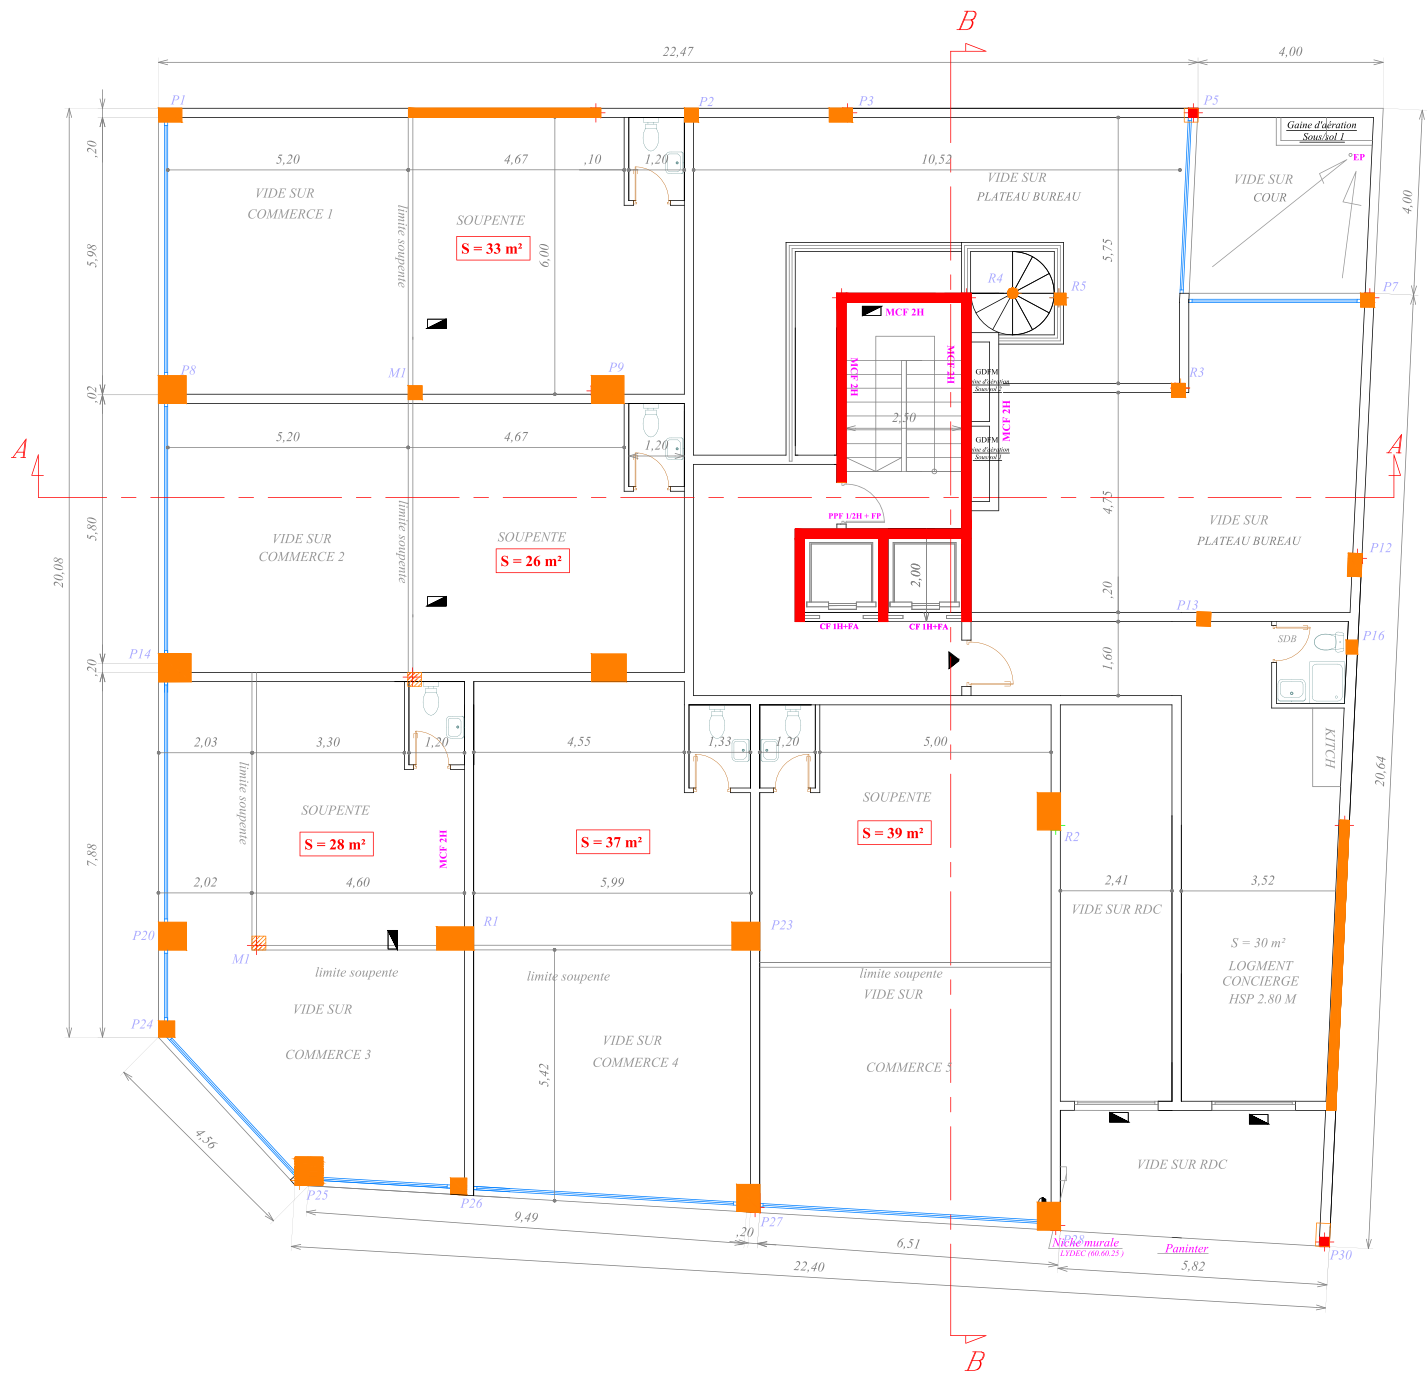 B
22,47
4,00
P1
P2
P3
P5
Gaine d'aération
Sous/sol 1
°EP
,20
5,20
4,67
,10
1,20
10,52
VIDE SUR
COMMERCE 1
limite soupente
SOUPENTE
S = 33 m²
6,00
VIDE SUR
PLATEAU BUREAU
VIDE SUR
COUR
4,00
5,98
5,75
R4
R5
P7
MCF 2H
MCF 2H
MCF 2H
MCF 2H
P8
M1
P9
GDFM
R3
,02
2,50
GDFM
Sous/sol 1
A
5,20
4,67
1,20
A
4,75
limite soupente
PPF 1/2H + FP
VIDE SUR
COMMERCE 2
SOUPENTE
S = 26 m²
VIDE SUR
PLATEAU BUREAU
P12
5,80
20,08
2,00
,20
P13
CF 1H+FA
CF 1H+FA
P16
SDB
P14
,20
1,60
2,03
3,30
1,20
4,55
1,33
1,20
5,00
KITCH
20,64
limite soupente
SOUPENTE
S = 28 m²
MCF 2H
S = 37 m²
SOUPENTE
S = 39 m²
R2
7,88
2,02
4,60
5,99
2,41
3,52
VIDE SUR RDC
P20
M1
R1
P23
S = 30 m²
LOGMENT
CONCIERGE
HSP 2.80 M
limite soupente
limite soupente
limite soupente
VIDE SUR
VIDE SUR
COMMERCE 3
P24
VIDE SUR
COMMERCE 4
COMMERCE 5
5,42
4,56
VIDE SUR RDC
P25
P26
P27
P28
9,49
,20
6,51
Niche murale
LYDEC (60.60.25)
Paninter
P30
5,82
22,40
B